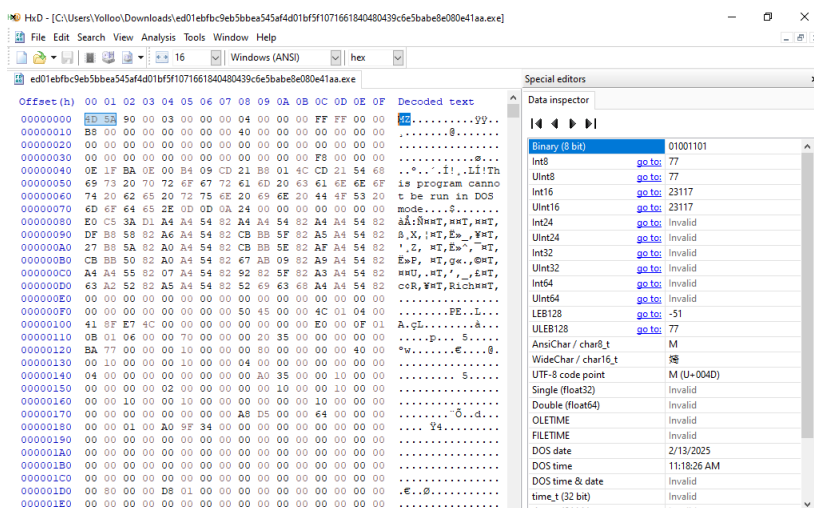 HxD - [C:\Users\Yolloo\Downloads\ed01ebfbc9eb5bbea545af4d01bf5f1071661840480439c6e5babe8e080e41aa.exe]
File Edit Search View Analysis Tools Window Help
16 Windows (ANSI) hex
ed01ebfbc9eb5bbea545af4d01bf5f1071661840480439c6e5babe8e080e41aa.exe
Offset(h) 00 01 02 03 04 05 06 07 08 09 0A 0B 0C 0D 0E 0F Decoded text
00000000 4D 5A 90 00 03 00 00 00 04 00 00 00 FF FF 00 00 MZ..........ÿÿ..
00000010 B8 00 00 00 00 00 00 00 40 00 00 00 00 00 00 00 ¸.......@.......
00000020 00 00 00 00 00 00 00 00 00 00 00 00 00 00 00 00 ................
00000030 00 00 00 00 00 00 00 00 00 00 00 00 F8 00 00 00 ............ø...
00000040 0E 1F BA 0E 00 B4 09 CD 21 B8 01 4C CD 21 54 68 ..º..´.Í!¸.LÍ!Th
00000050 69 73 20 70 72 6F 67 72 61 6D 20 63 61 6E 6E 6F is program canno
00000060 74 20 62 65 20 72 75 6E 20 69 6E 20 44 4F 53 20 t be run in DOS
00000070 6D 6F 64 65 2E 0D 0D 0A 24 00 00 00 00 00 00 00 mode....$.......
00000080 E0 C5 3A D1 A4 A4 54 82 A4 A4 54 82 A4 A4 54 82 àÅ:Ñ¤¤T‚¤¤T‚¤¤T‚
00000090 DF B8 58 82 A6 A4 54 82 CB BB 5F 82 A5 A4 54 82 ß¸X‚¦¤T‚Ë»_‚¥¤T‚
000000A0 27 B8 5A 82 A0 A4 54 82 CB BB 5E 82 AF A4 54 82 '¸Z‚ ¤T‚Ë»^‚¯¤T‚
000000B0 CB BB 50 82 A0 A4 54 82 67 AB 09 82 A9 A4 54 82 Ë»P‚ ¤T‚g«.‚©¤T‚
000000C0 A4 A4 55 82 07 A4 54 82 92 82 5F 82 A3 A4 54 82 ¤¤U‚.¤T‚’‚_‚£¤T‚
000000D0 63 A2 52 82 A5 A4 54 82 52 69 63 68 A4 A4 54 82 c¢R‚¥¤T‚Rich¤¤T‚
000000E0 00 00 00 00 00 00 00 00 00 00 00 00 00 00 00 00 ................
000000F0 00 00 00 00 00 00 00 00 50 45 00 00 4C 01 04 00 ........PE..L...
00000100 41 8F E7 4C 00 00 00 00 00 00 00 00 E0 00 0F 01 A.çL........à...
00000110 0B 01 06 00 00 70 00 00 00 20 35 00 00 00 00 00 .....p... 5.....
00000120 BA 77 00 00 00 10 00 00 00 80 00 00 00 00 40 00 ºw.......€....@.
00000130 00 10 00 00 00 10 00 00 04 00 00 00 00 00 00 00 ................
00000140 04 00 00 00 00 00 00 00 00 A0 35 00 00 10 00 00 ......... 5.....
00000150 00 00 00 00 02 00 00 00 00 00 10 00 00 10 00 00 ................
00000160 00 00 10 00 00 10 00 00 00 00 00 00 10 00 00 00 ................
00000170 00 00 00 00 00 00 00 00 A8 D5 00 00 64 00 00 00 ........¨Õ..d...
00000180 00 00 01 00 A0 9F 34 00 00 00 00 00 00 00 00 00 .... Ÿ4.........
00000190 00 00 00 00 00 00 00 00 00 00 00 00 00 00 00 00 ................
000001A0 00 00 00 00 00 00 00 00 00 00 00 00 00 00 00 00 ................
000001B0 00 00 00 00 00 00 00 00 00 00 00 00 00 00 00 00 ................
000001C0 00 00 00 00 00 00 00 00 00 00 00 00 00 00 00 00 ................
000001D0 00 80 00 00 D8 01 00 00 00 00 00 00 00 00 00 00 .€..Ø...........
000001E0 00 00 00 00 00 00 00 00 00 00 00 00 00 00 00 00 ................
Special editors
Data inspector
Binary (8 bit) 01001101
Int8 go to: 77
UInt8 go to: 77
Int16 go to: 23117
UInt16 go to: 23117
Int24 go to: Invalid
UInt24 go to: Invalid
Int32 go to: Invalid
UInt32 go to: Invalid
Int64 go to: Invalid
UInt64 go to: Invalid
LEB128 go to: -51
ULEB128 go to: 77
AnsiChar / char8_t M
WideChar / char16_t 婍
UTF-8 code point M (U+004D)
Single (float32) Invalid
Double (float64) Invalid
OLETIME Invalid
FILETIME Invalid
DOS date 2/13/2025
DOS time 11:18:26 AM
DOS time & date Invalid
time_t (32 bit) Invalid